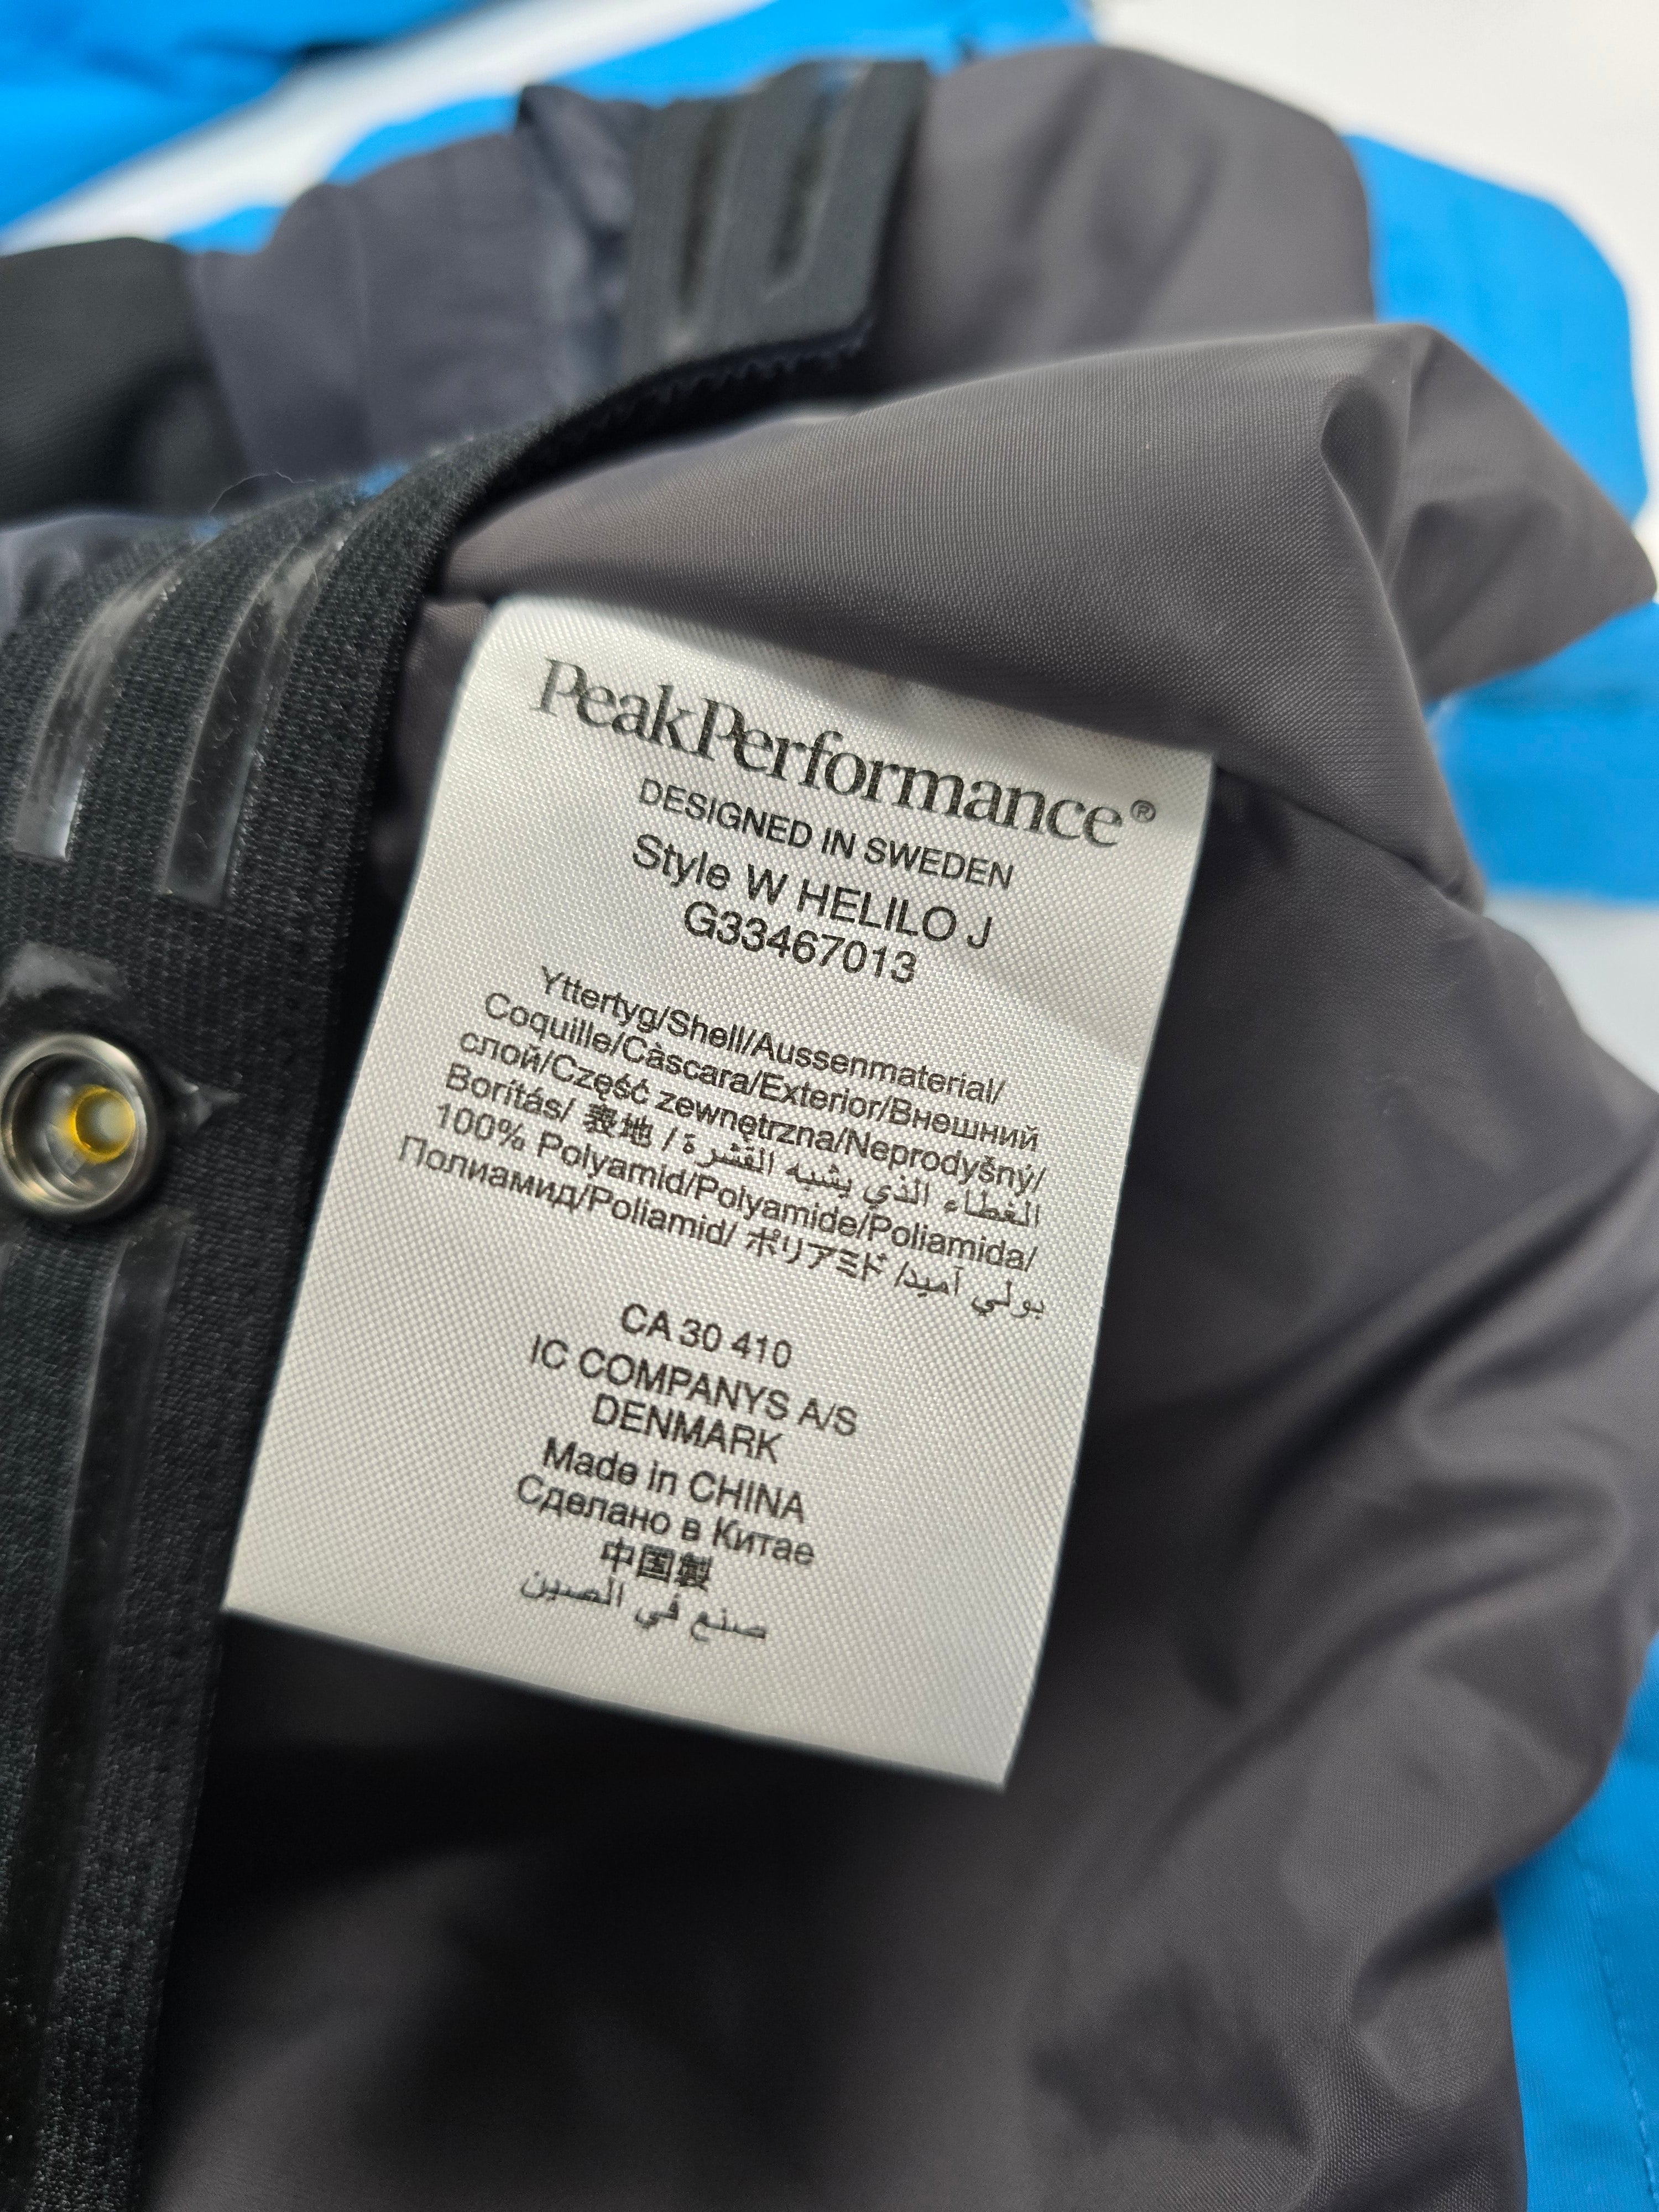 PeakPerformance®
DESIGNED IN SWEDEN
Style W HELILO J
G33467013
Yttertyg/Shell/Aussenmaterial/
Coquille/Càscara/Exterior/Внешний
слой/Część zewnętrzna/Neprodyšný/
Borítás/ 表地 / الغطاء الذي يشبه القشرة/
100% Polyamid/Polyamide/Poliamida/
Полиамид/Poliamid/ ポリアミド /بولي آميد
CA 30 410
IC COMPANYS A/S
DENMARK
Made in CHINA
Сделано в Китае
中国製
صنع في الصين